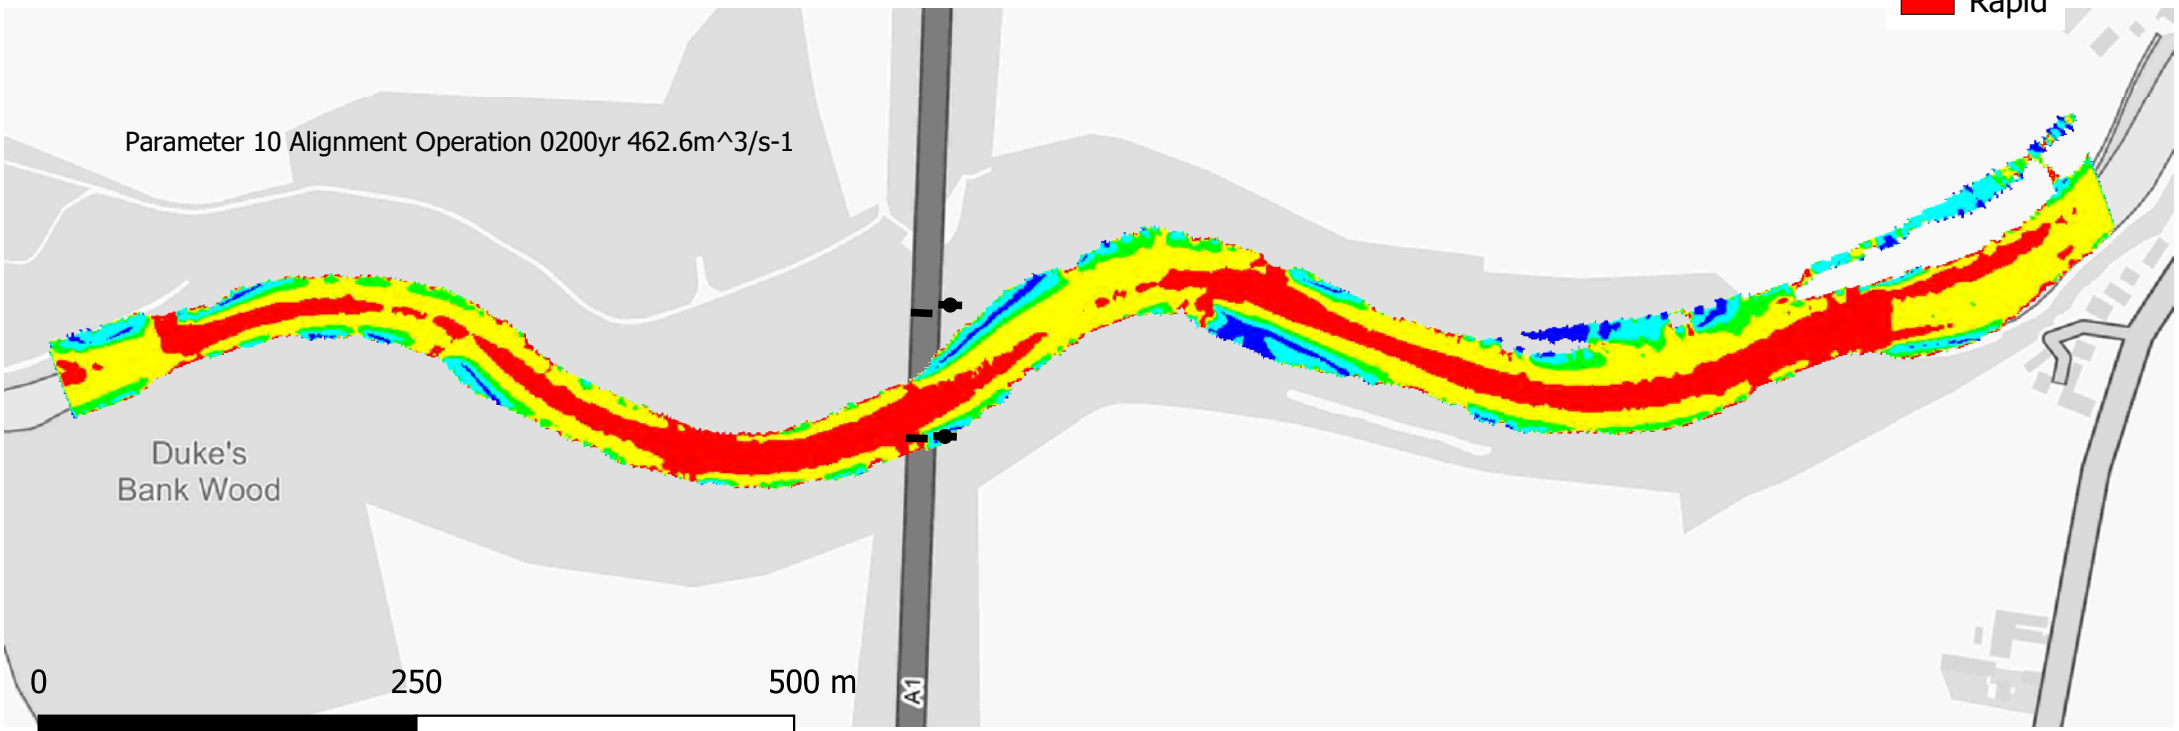 Rapid
Parameter 10 Alignment Operation 0200yr 462.6m^3/s-1
Duke's
Bank Wood
0 250 500 m
A1